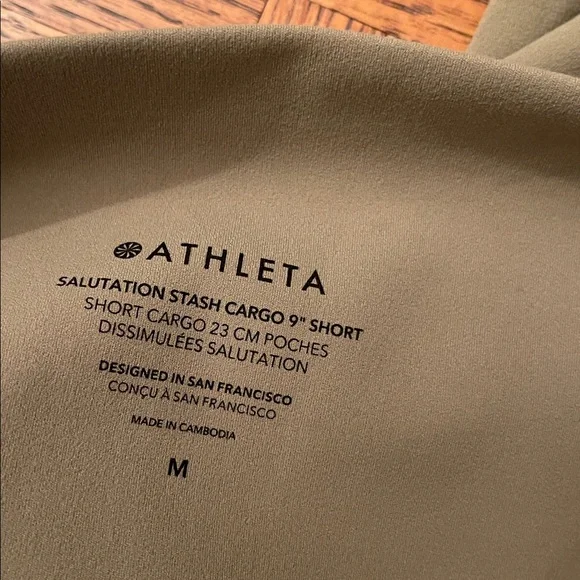 ATHLETA
SALUTATION STASH CARGO 9" SHORT
SHORT CARGO 23 CM POCHES
DISSIMULÉES SALUTATION
DESIGNED IN SAN FRANCISCO
CONÇU À SAN FRANCISCO
MADE IN CAMBODIA
M